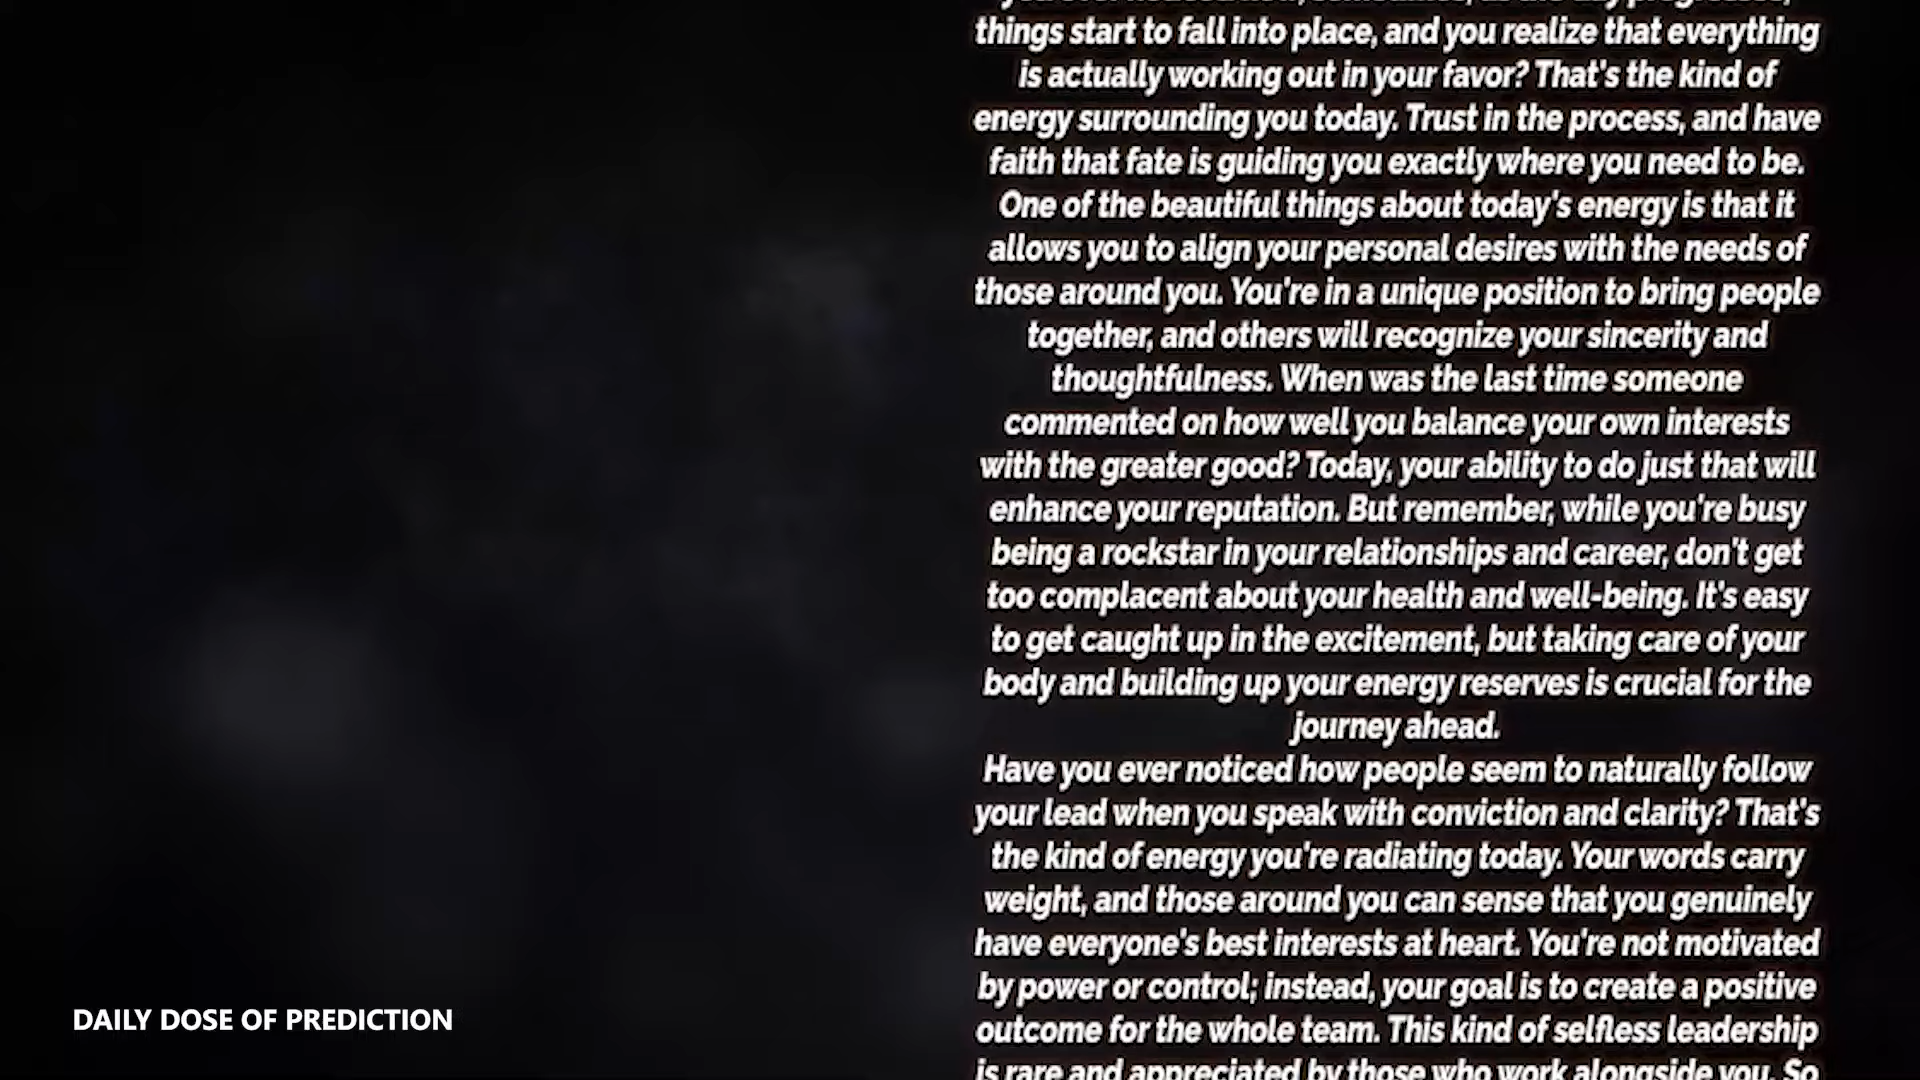 things start to fall into place, and you realize that everything
is actually working out in your favor? That's the kind of
energy surrounding you today. Trust in the process, and have
faith that fate is guiding you exactly where you need to be.
One of the beautiful things about today's energy is that it
allows you to align your personal desires with the needs of
those around you. You're in a unique position to bring people
together, and others will recognize your sincerity and
thoughtfulness. When was the last time someone
commented on how well you balance your own interests
with the greater good? Today, your ability to do just that will
enhance your reputation. But remember, while you're busy
being a rockstar in your relationships and career, don't get
too complacent about your health and well-being. It's easy
to get caught up in the excitement, but taking care of your
body and building up your energy reserves is crucial for the
journey ahead.
Have you ever noticed how people seem to naturally follow
your lead when you speak with conviction and clarity? That's
the kind of energy you're radiating today. Your words carry
weight, and those around you can sense that you genuinely
have everyone's best interests at heart. You're not motivated
by power or control; instead, your goal is to create a positive
outcome for the whole team. This kind of selfless leadership
is rare and appreciated by those who work alongside you. So
DAILY DOSE OF PREDICTION